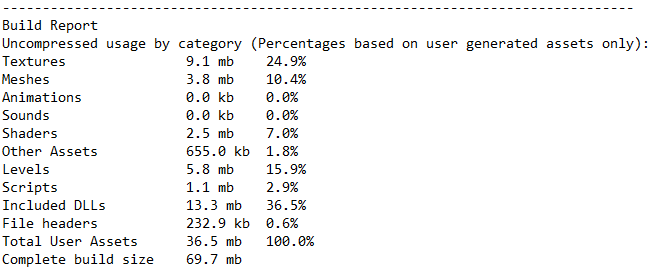 -------------------------------------------------------------------------------
Build Report
Uncompressed usage by category (Percentages based on user generated assets only):
Textures               9.1 mb    24.9%
Meshes                 3.8 mb    10.4%
Animations             0.0 kb    0.0%
Sounds                 0.0 kb    0.0%
Shaders                2.5 mb    7.0%
Other Assets           655.0 kb  1.8%
Levels                 5.8 mb    15.9%
Scripts                1.1 mb    2.9%
Included DLLs          13.3 mb   36.5%
File headers           232.9 kb  0.6%
Total User Assets      36.5 mb   100.0%
Complete build size    69.7 mb